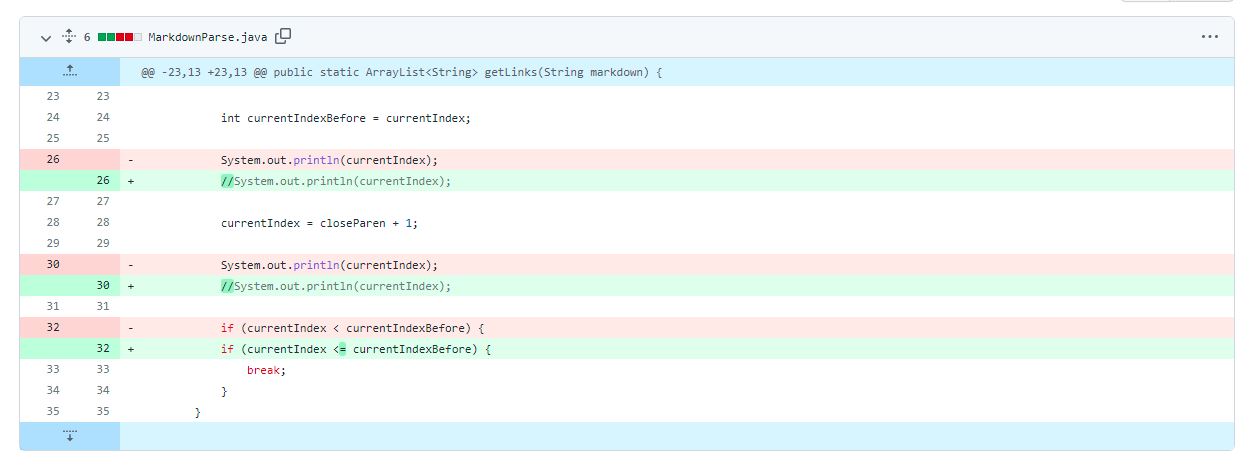 6 MarkdownParse.java
@@ -23,13 +23,13 @@ public static ArrayList<String> getLinks(String markdown) {
23 23
24 24 int currentIndexBefore = currentIndex;
25 25
26 - System.out.println(currentIndex);
26 + //System.out.println(currentIndex);
27 27
28 28 currentIndex = closeParen + 1;
29 29
30 - System.out.println(currentIndex);
30 + //System.out.println(currentIndex);
31 31
32 - if (currentIndex < currentIndexBefore) {
32 + if (currentIndex <= currentIndexBefore) {
33 33 break;
34 34 }
35 35 }